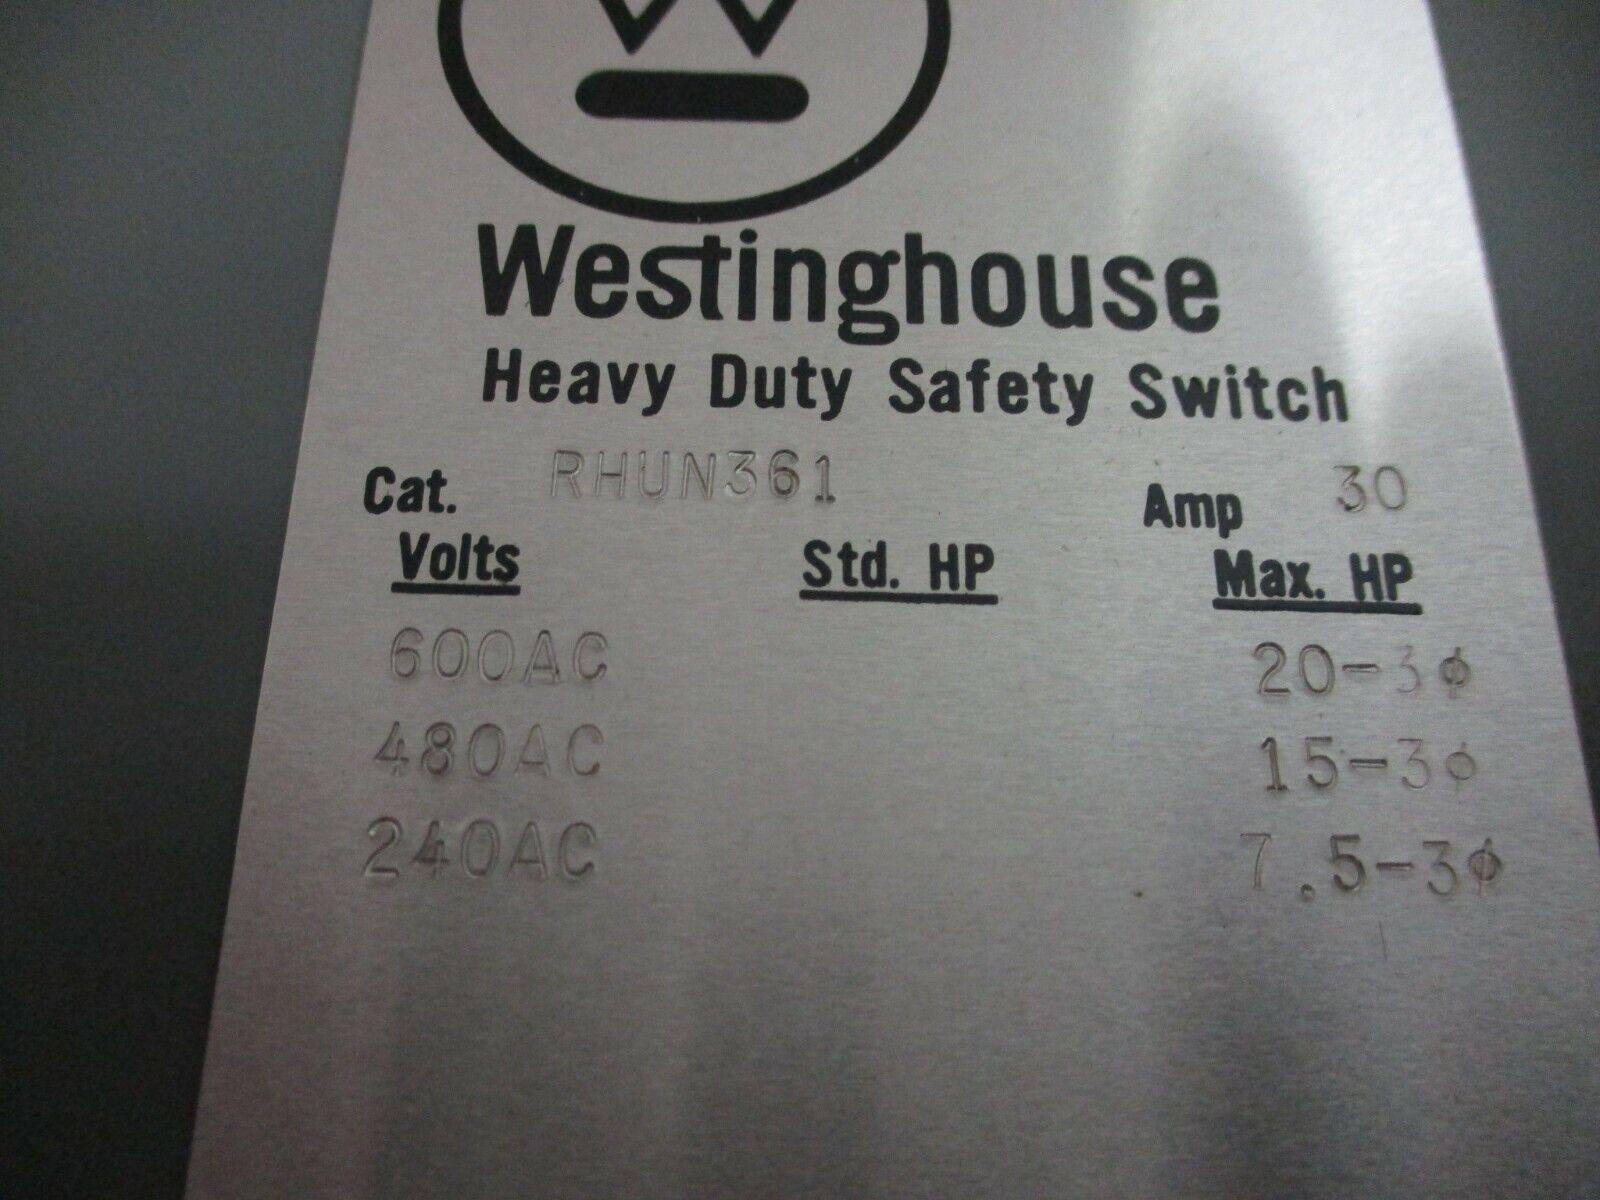 Westinghouse
Heavy Duty Safety Switch
Cat. RHUN361 Amp 30
Volts Std. HP Max. HP
600AC 20-3ϕ
480AC 15-3ϕ
240AC 7.5-3ϕ